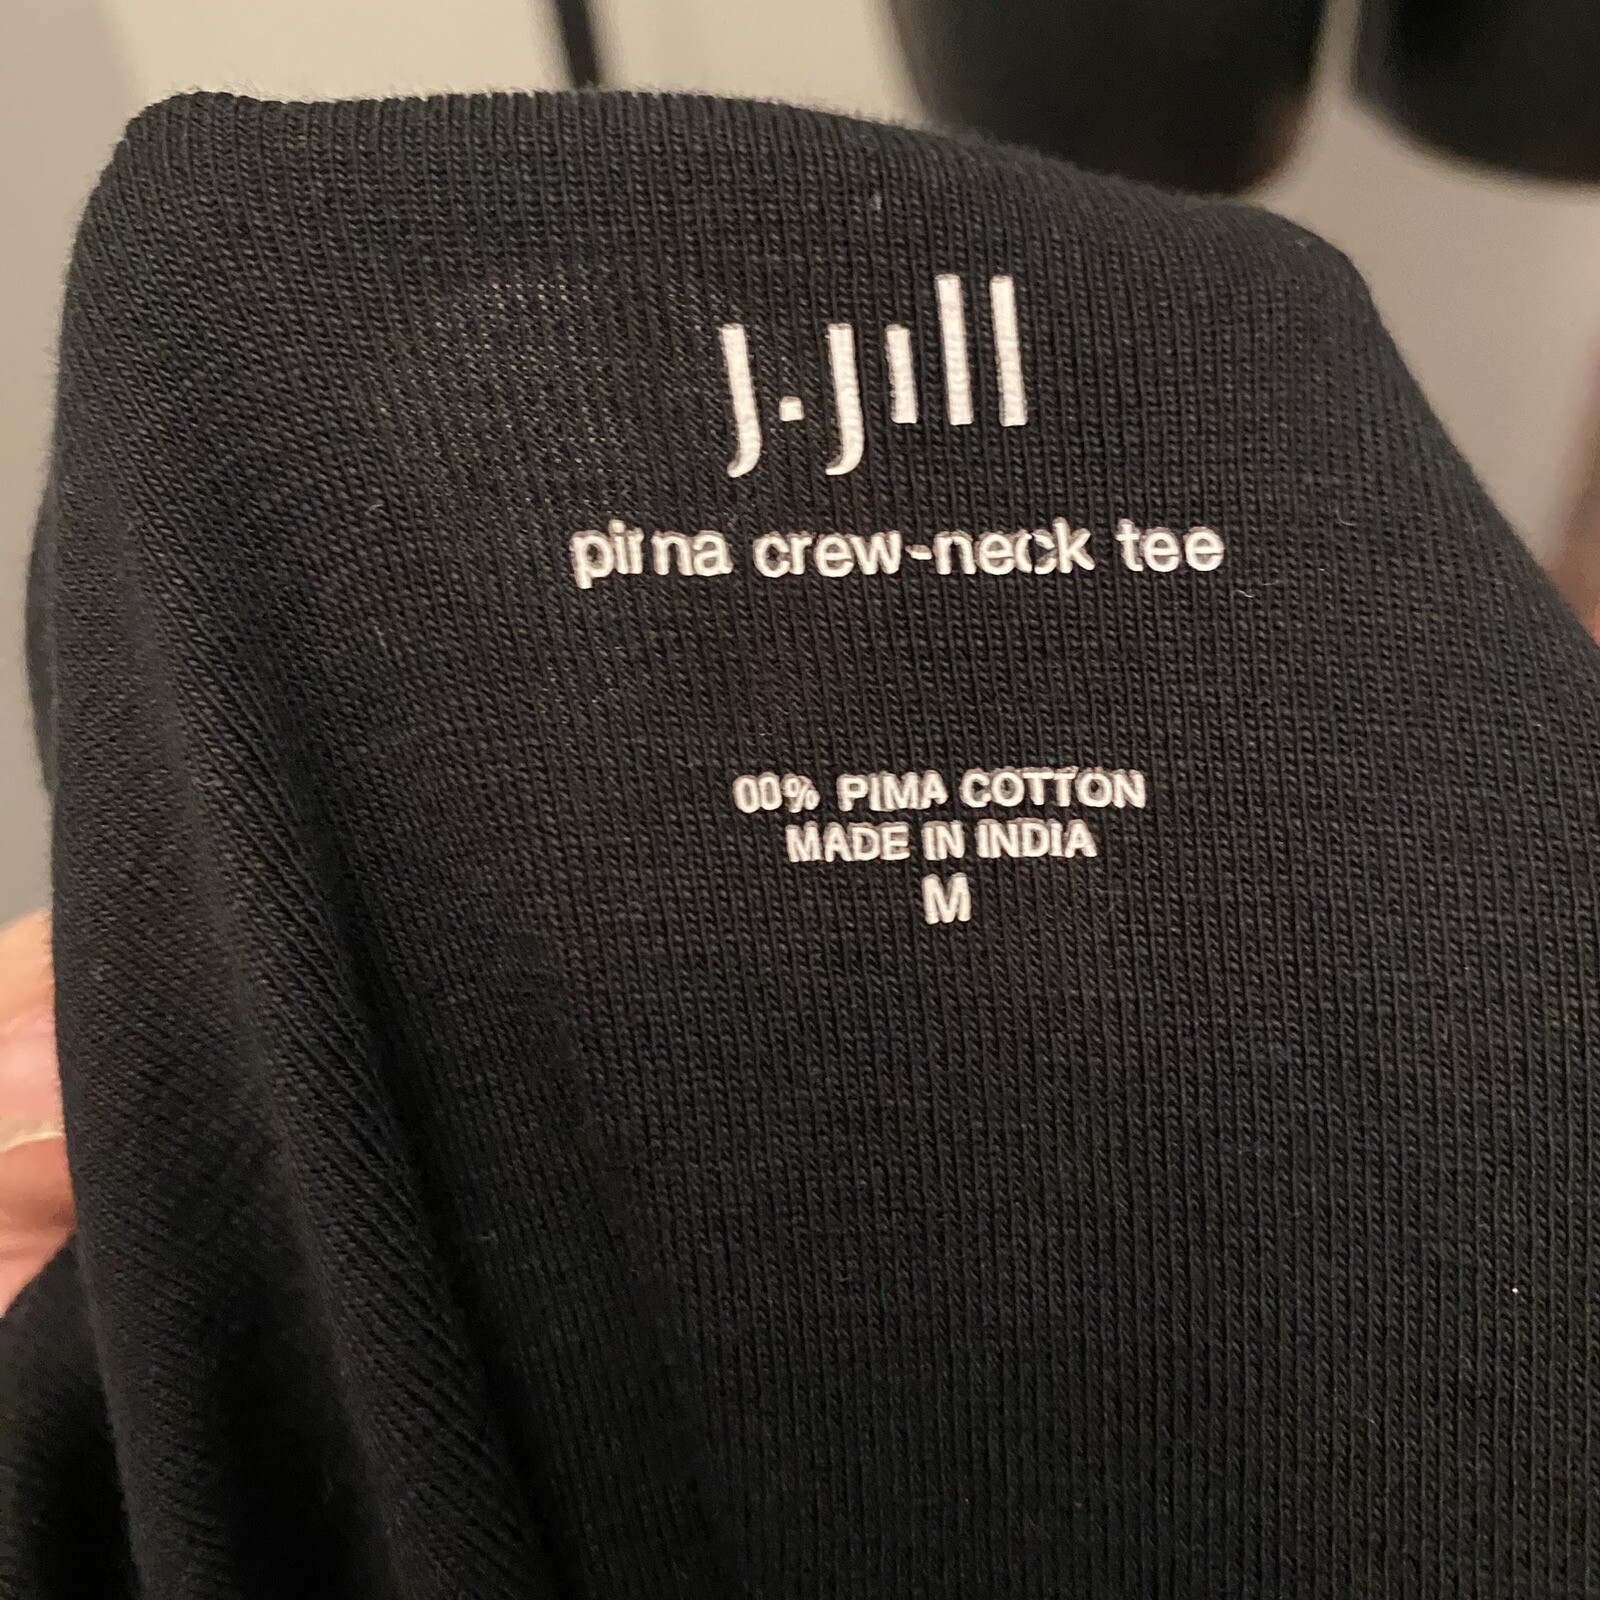 J.Jill
pima crew-neck tee
00% PIMA COTTON
MADE IN INDIA
M